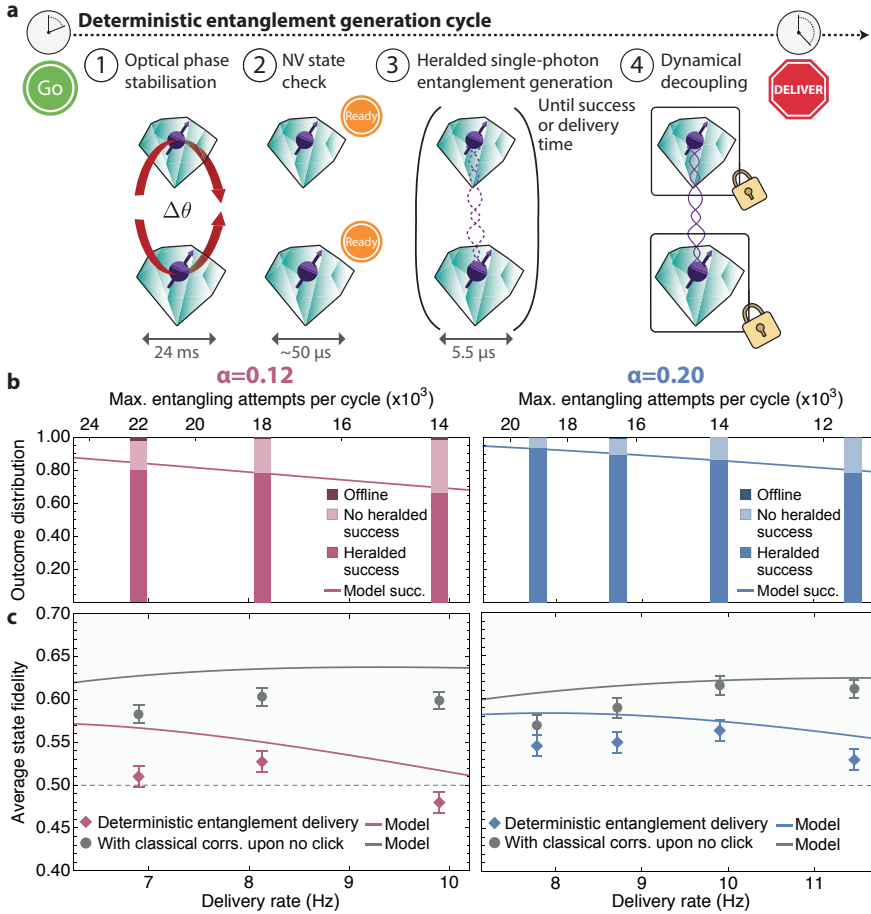 a
Deterministic entanglement generation cycle
Go
1 Optical phase
stabilisation
2 NV state
check
3 Heralded single-photon
entanglement generation
4 Dynamical
decoupling
DELIVER
Ready
Until success
or delivery
time
Δθ
Ready
24 ms
~50 μs
5.5 μs
b
α=0.12
Max. entangling attempts per cycle (x10³)
24 22 20 18 16 14
Outcome distribution
1.00
0.80
0.60
0.40
0.20
Offline
No heralded
success
Heralded
success
Model succ.
α=0.20
Max. entangling attempts per cycle (x10³)
20 18 16 14 12
Offline
No heralded
success
Heralded
success
Model succ.
c
Average state fidelity
0.70
0.65
0.60
0.55
0.50
0.45
0.40
Deterministic entanglement delivery
Model
With classical corrs. upon no click
Model
7 8 9 10
Delivery rate (Hz)
Deterministic entanglement delivery
Model
With classical corrs. upon no click
Model
8 9 10 11
Delivery rate (Hz)